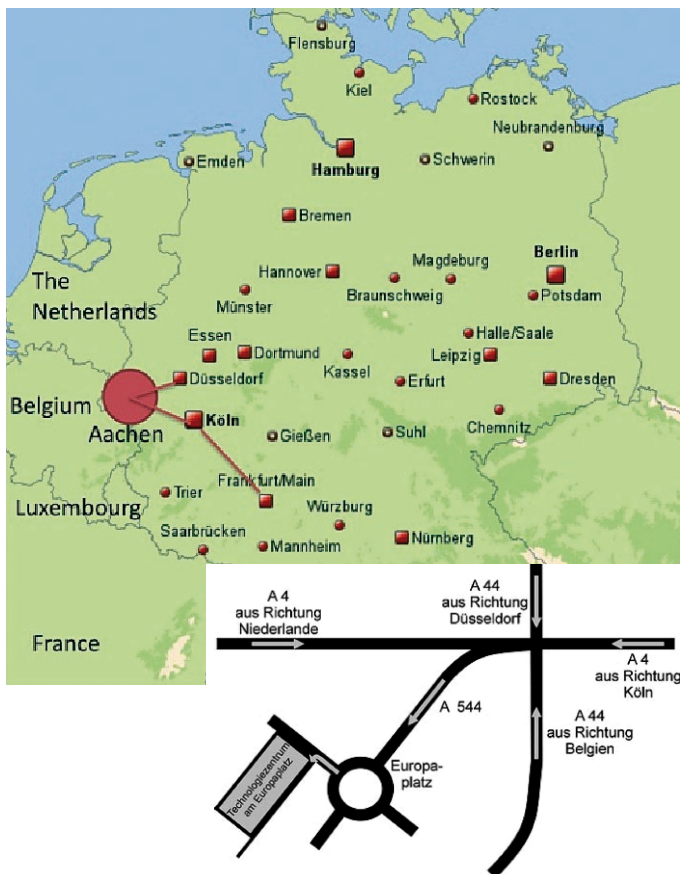 Flensburg
Kiel
Rostock
Neubrandenburg
Emden
Hamburg
Schwerin
Bremen
Berlin
The
Netherlands
Hannover
Magdeburg
Münster
Braunschweig
Potsdam
Essen
Halle/Saale
Dortmund
Kassel
Leipzig
Düsseldorf
Erfurt
Dresden
Belgium
Aachen
Köln
Gießen
Suhl
Chemnitz
Luxembourg
Trier
Frankfurt/Main
Würzburg
Saarbrücken
Mannheim
Nürnberg
France
A 4
aus Richtung
Niederlande
A 44
aus Richtung
Düsseldorf
A 4
aus Richtung
Köln
A 544
A 44
aus Richtung
Belgien
Europa-
platz
Technologiezentrum
am Europaplatz